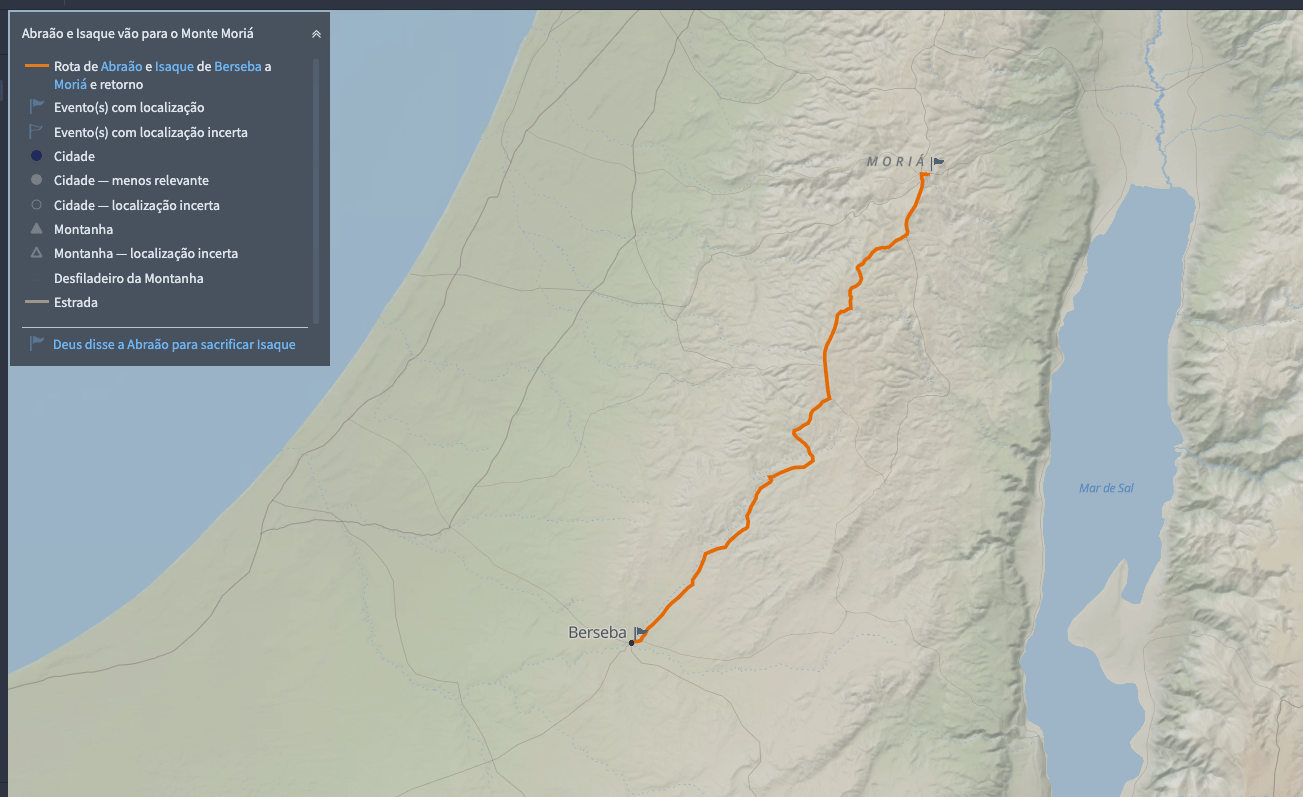 Abraão e Isaque vão para o Monte Moriá
Rota de Abraão e Isaque de Berseba a
Moriá e retorno
Evento(s) com localização
Evento(s) com localização incerta
Cidade
Cidade — menos relevante
Cidade — localização incerta
Montanha
Montanha — localização incerta
Desfiladeiro da Montanha
Estrada
Deus disse a Abraão para sacrificar Isaque
MORIÁ
Mar de Sal
Berseba